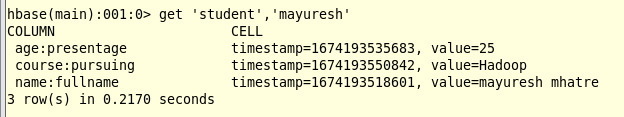 hbase(main):001:0> get 'student','mayuresh'
COLUMN CELL
age:presentage timestamp=1674193535683, value=25
course:pursuing timestamp=1674193550842, value=Hadoop
name:fullname timestamp=1674193518601, value=mayuresh mhatre
3 row(s) in 0.2170 seconds